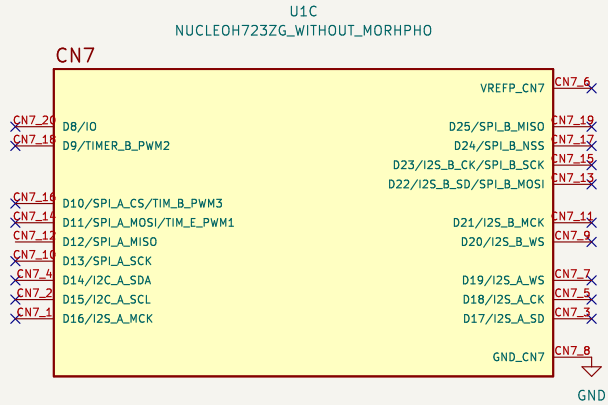 U1C
NUCLEOH723ZG_WITHOUT_MORHPHO
CN7
VREFP_CN7 CN7_6
CN7_20 D8/IO D25/SPI_B_MISO CN7_19
CN7_18 D9/TIMER_B_PWM2 D24/SPI_B_NSS CN7_17
D23/I2S_B_CK/SPI_B_SCK CN7_15
D22/I2S_B_SD/SPI_B_MOSI CN7_13
CN7_16 D10/SPI_A_CS/TIM_B_PWM3
CN7_14 D11/SPI_A_MOSI/TIM_E_PWM1 D21/I2S_B_MCK CN7_11
CN7_12 D12/SPI_A_MISO D20/I2S_B_WS CN7_9
CN7_10 D13/SPI_A_SCK
CN7_4 D14/I2C_A_SDA D19/I2S_A_WS CN7_7
CN7_2 D15/I2C_A_SCL D18/I2S_A_CK CN7_5
CN7_1 D16/I2S_A_MCK D17/I2S_A_SD CN7_3
GND_CN7 CN7_8
GND